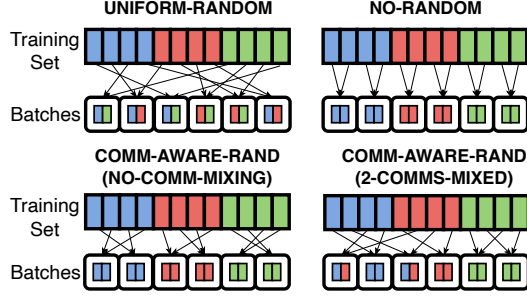 UNIFORM-RANDOM
NO-RANDOM
Training
Set
Batches
COMM-AWARE-RAND
(NO-COMM-MIXING)
COMM-AWARE-RAND
(2-COMMS-MIXED)
Training
Set
Batches